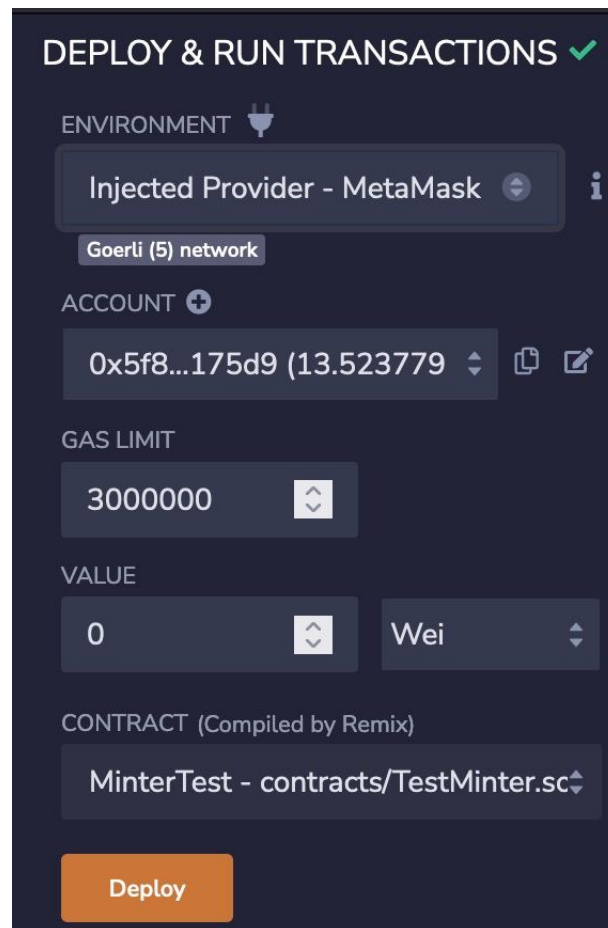 DEPLOY & RUN TRANSACTIONS
ENVIRONMENT
Injected Provider - MetaMask
Goerli (5) network
ACCOUNT
0x5f8...175d9 (13.523779
GAS LIMIT
3000000
VALUE
0 Wei
CONTRACT (Compiled by Remix)
MinterTest - contracts/TestMinter.sc
Deploy